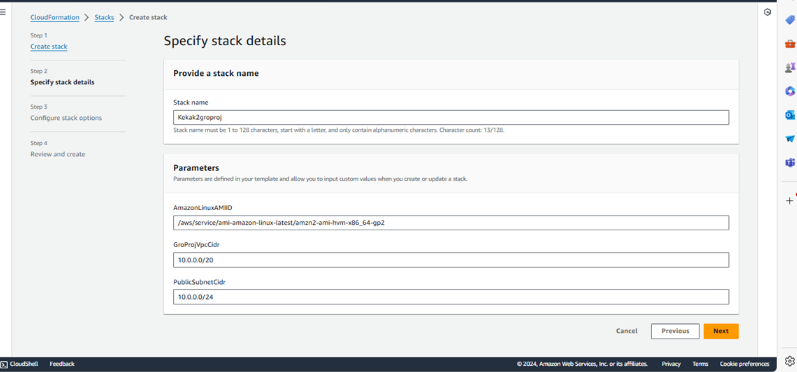 CloudFormation > Stacks > Create stack
Step 1
Create stack
Step 2
Specify stack details
Step 3
Configure stack options
Step 4
Review and create
Specify stack details
Provide a stack name
Stack name
Kekak2groproj
Stack name must be 1 to 128 characters, start with a letter, and only contain alphanumeric characters. Character count: 13/128.
Parameters
Parameters are defined in your template and allow you to input custom values when you create or update a stack.
AmazonLinuxAMIID
/aws/service/ami-amazon-linux-latest/amzn2-ami-hvm-x86_64-gp2
GroProjVpcCidr
10.0.0.0/20
PublicSubnetCidr
10.0.0.0/24
Cancel Previous Next
CloudShell Feedback © 2024, Amazon Web Services, Inc. or its affiliates. Privacy Terms Cookie preferences